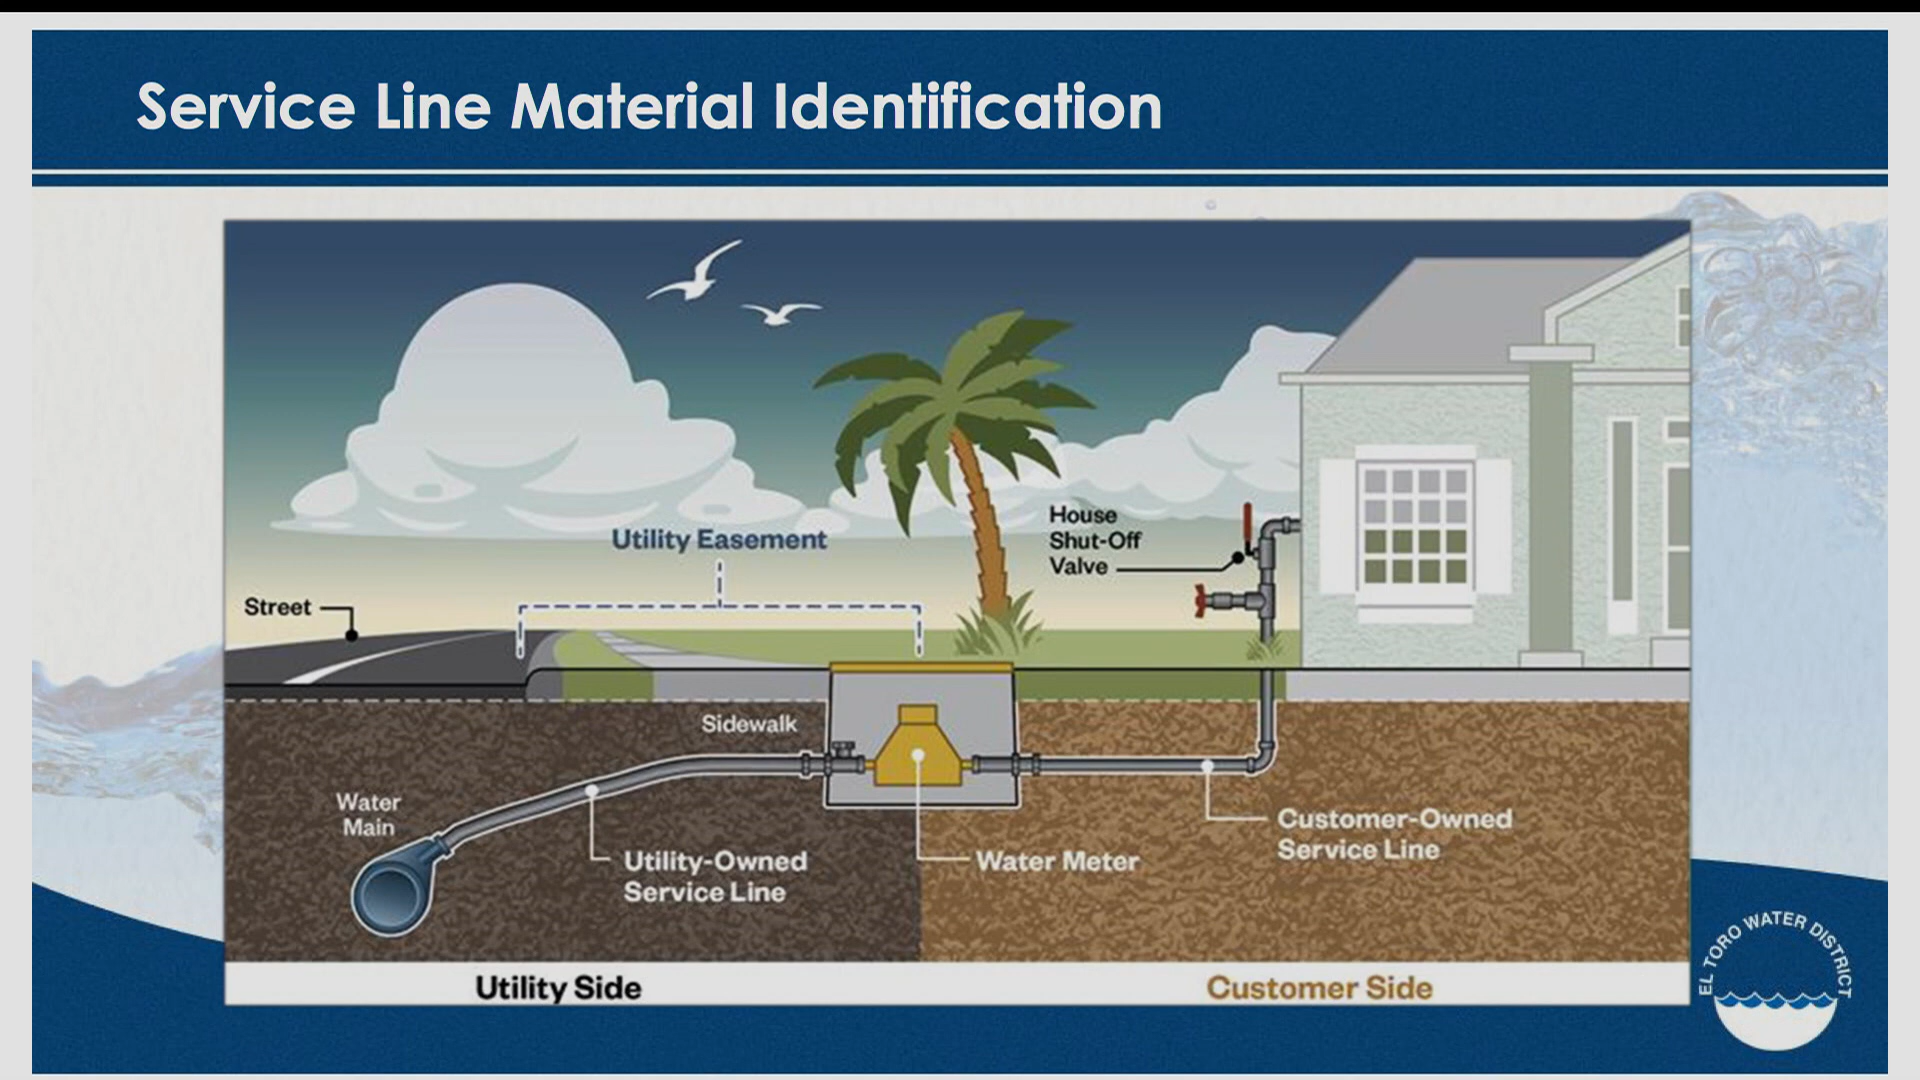 Service Line Material Identification
Utility Easement
House
Shut-Off
Valve
Street
Sidewalk
Water
Main
Utility-Owned
Service Line
Water Meter
Customer-Owned
Service Line
Utility Side
Customer Side
EL TORO WATER DISTRICT